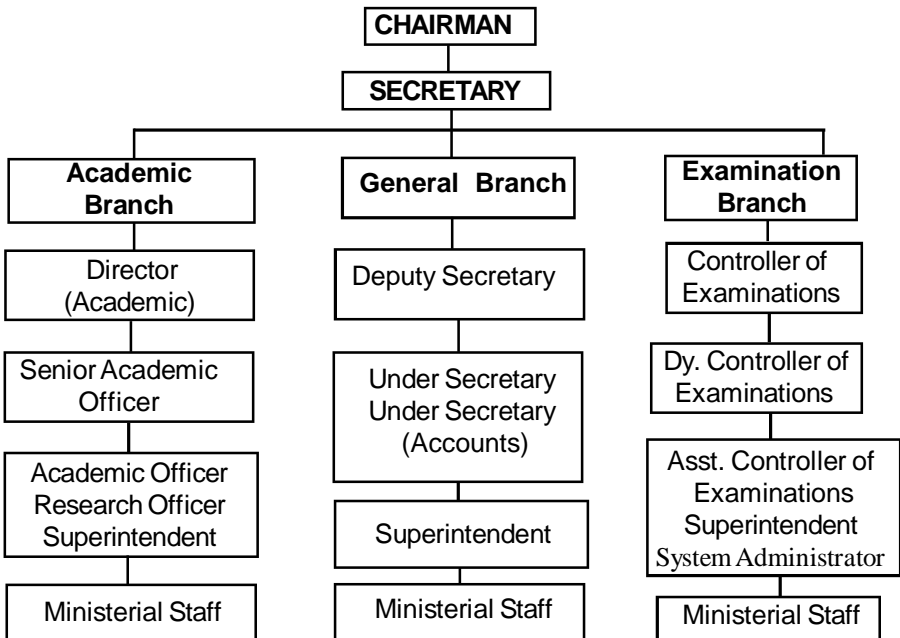 CHAIRMAN
SECRETARY
Academic
Branch
Director
(Academic)
Senior Academic
Officer
Academic Officer
Research Officer
Superintendent
Ministerial Staff
General Branch
Deputy Secretary
Under Secretary
Under Secretary
(Accounts)
Superintendent
Ministerial Staff
Examination
Branch
Controller of
Examinations
Dy. Controller of
Examinations
Asst. Controller of
Examinations
Superintendent
System Administrator
Ministerial Staff